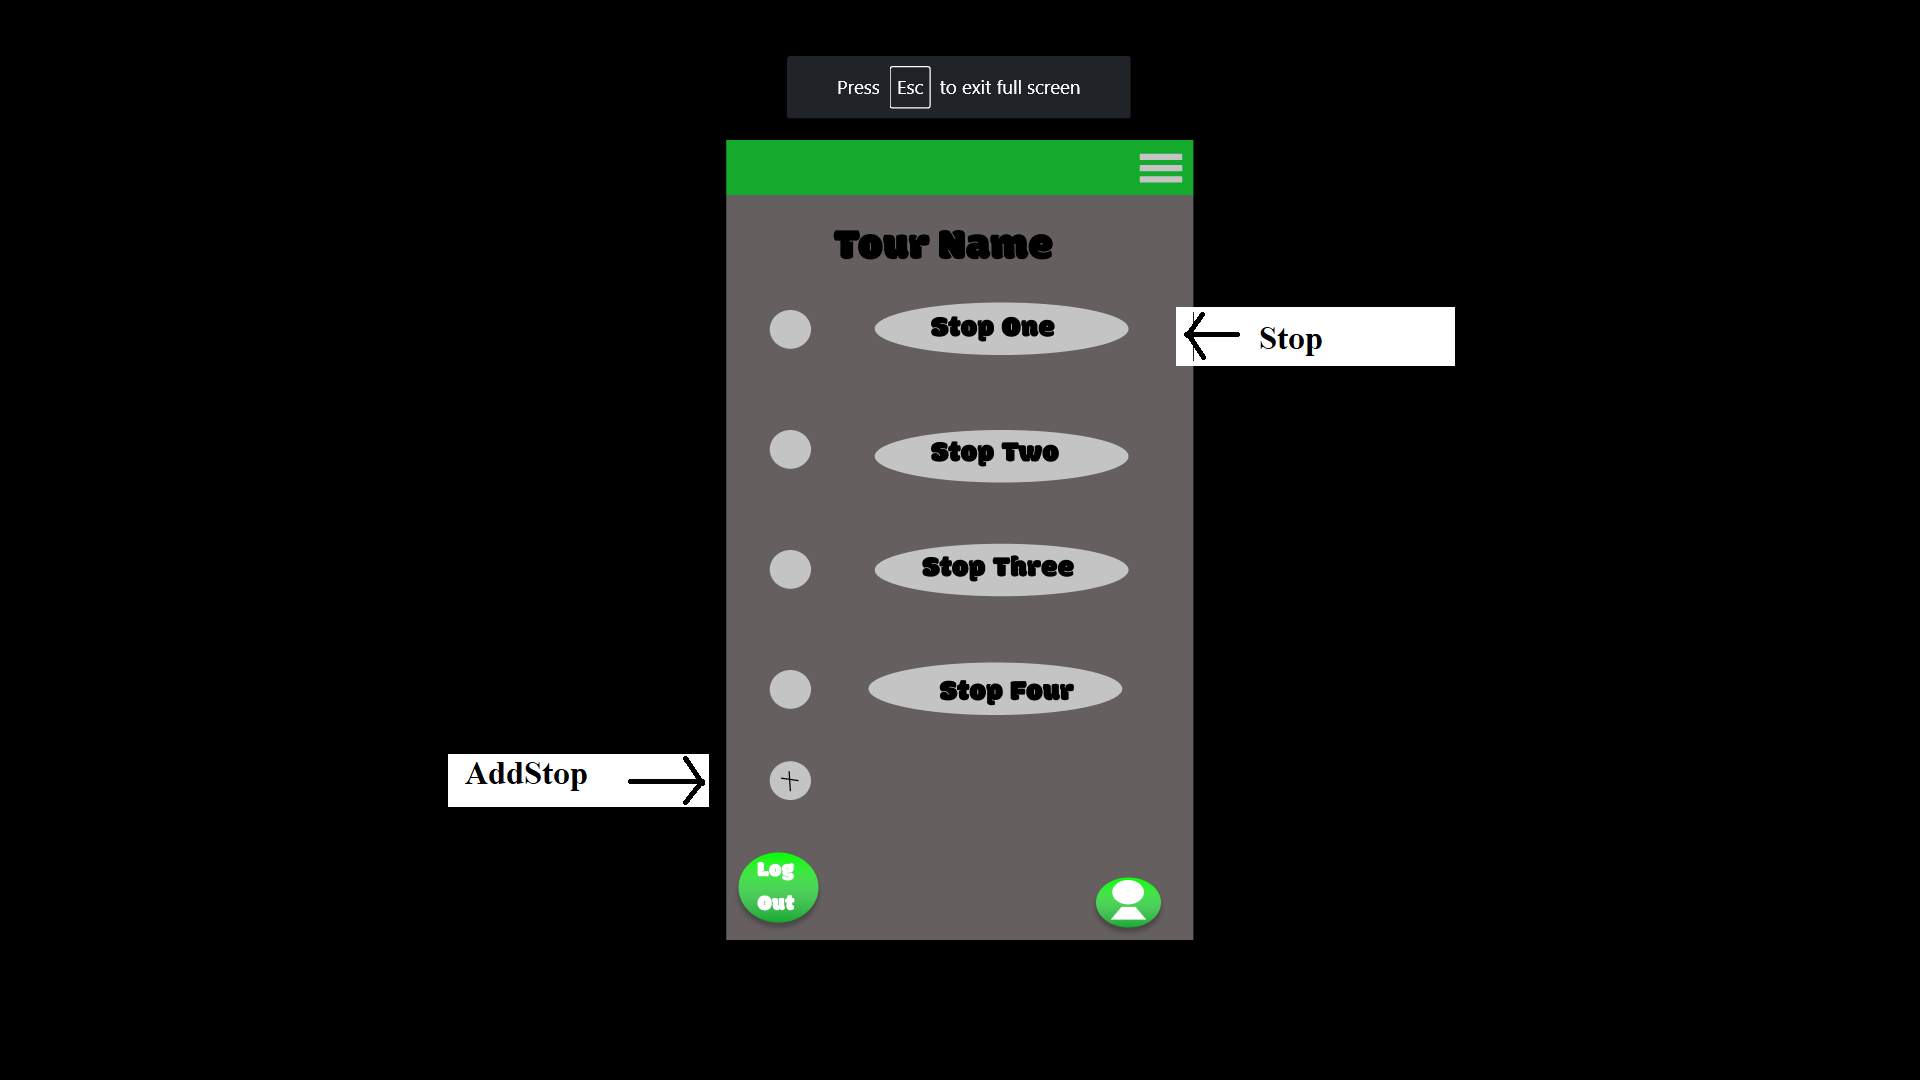 Press Esc to exit full screen
Tour Name
Stop One
Stop
Stop Two
Stop Three
Stop Four
AddStop
+
Log
Out